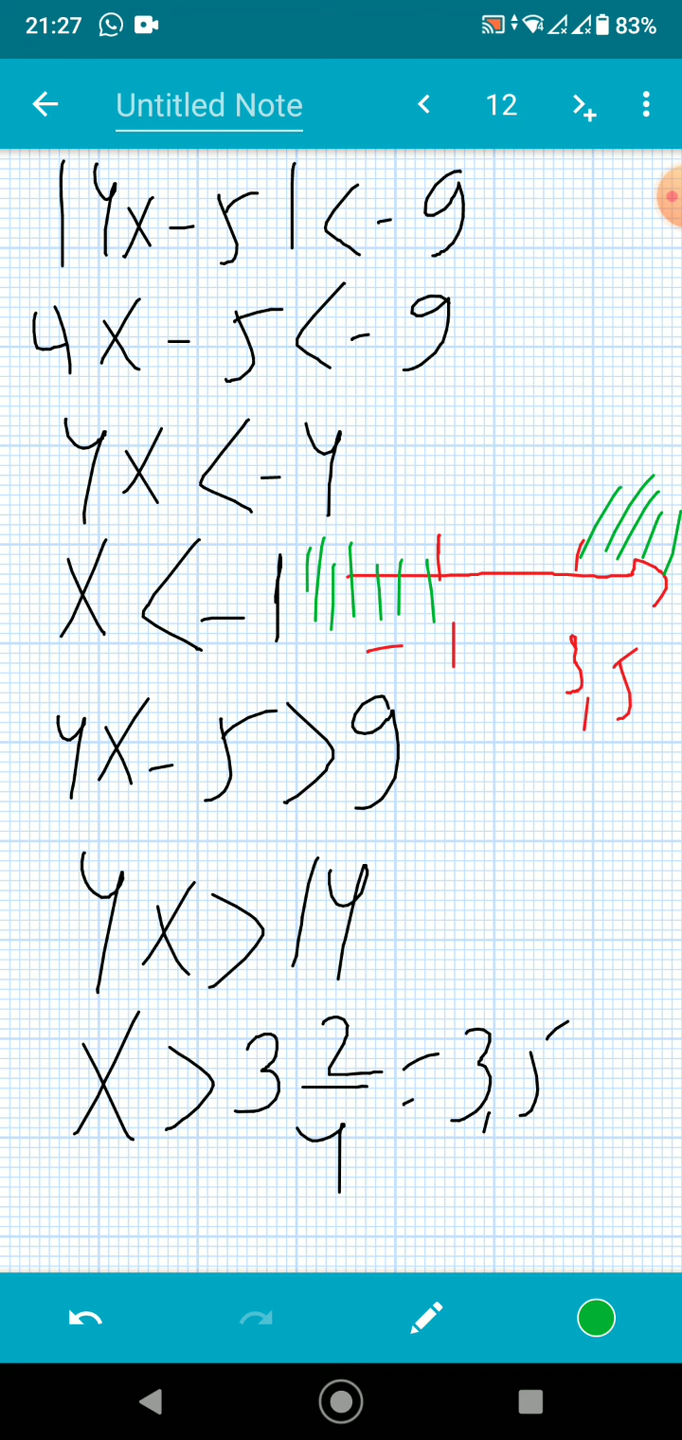 21:27 83%
Untitled Note 12
|4x-5|<-9
4x-5<-9
4x<-4
x<-1
-1 3,5
4x-5>9
4x>14
x>3 2/4=3,5